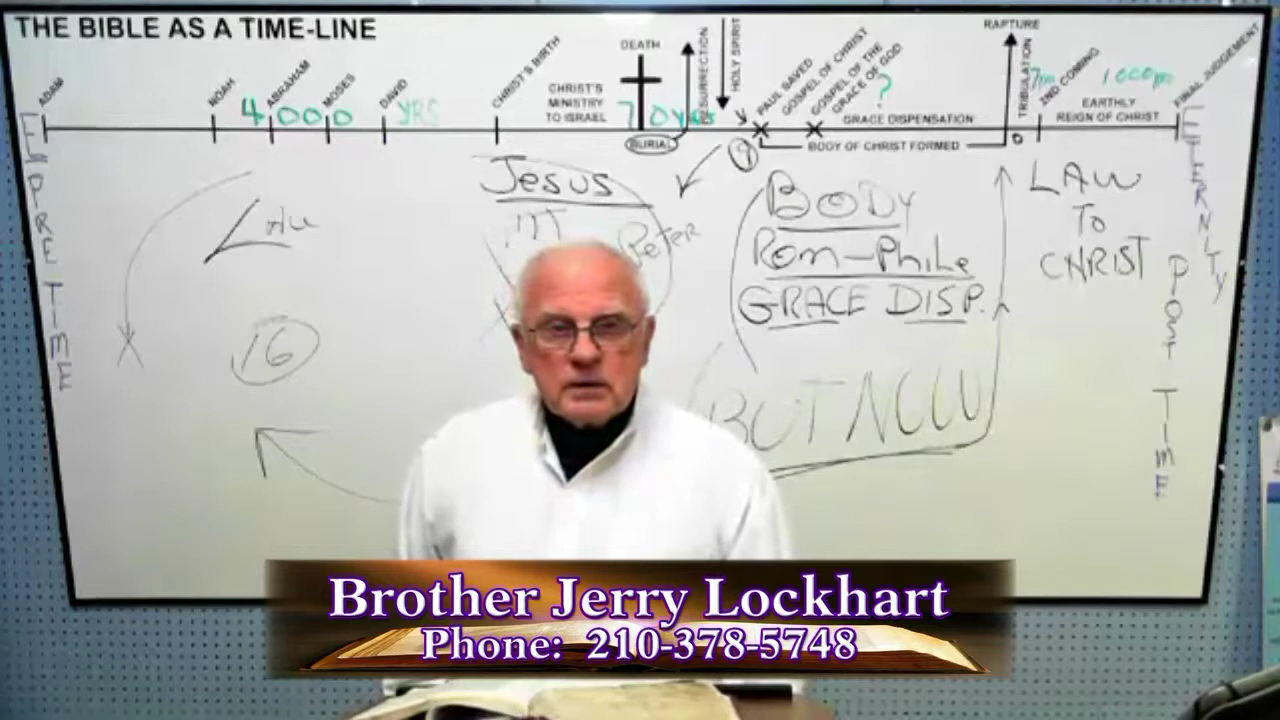 THE BIBLE AS A TIME-LINE
ADAM
NOAH
ABRAHAM
MOSES
DAVID
CHRIST'S BIRTH
CHRIST'S
MINISTRY
TO ISRAEL
DEATH
BURIAL
RESURRECTION
HOLY SPIRIT
PAUL SAVED
GOSPEL OF CHRIST
GOSPEL OF THE
GRACE OF GOD
?
GRACE DISPENSATION
BODY OF CHRIST FORMED
RAPTURE
TRIBULATION
2ND COMING
EARTHLY
REIGN OF CHRIST
FINAL JUDGEMENT
4000 YRS
Law
16
Jesus
Peter
9
BODY
Rom-Phile
GRACE DISP.
BUT NOW
LAW
TO
CHRIST
ETERNITY
POUT TIME
Brother Jerry Lockhart
Phone: 210-378-5748